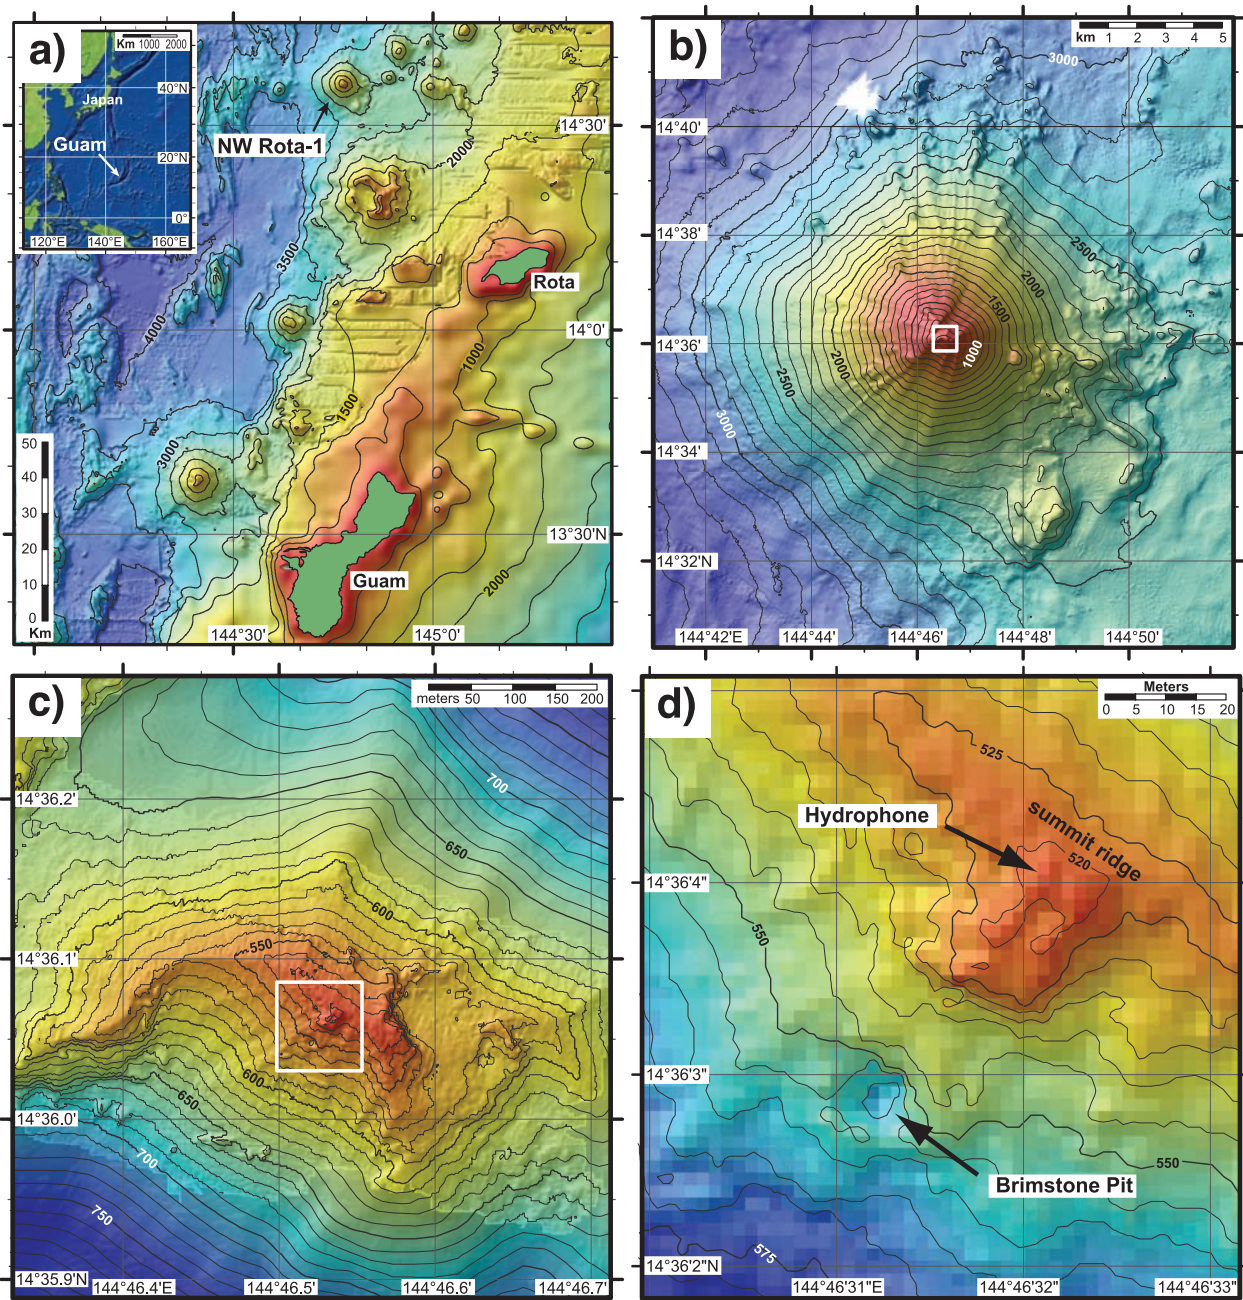 a)
Km 1000 2000
40°N
Japan
Guam
20°N
0°
120°E 140°E 160°E
NW Rota-1
14°30'
2000
3500
Rota
4000
14°0'
1000
1500
3000
50
40
30
20
10
0
Km
13°30'N
Guam
2000
144°30' 145°0'
b)
km 1 2 3 4 5
3000
14°40'
14°38'
2500
2000
1500
14°36'
1000
2000
2500
3000
14°34'
14°32'N
144°42'E 144°44' 144°46' 144°48' 144°50'
c)
meters 50 100 150 200
700
14°36.2'
650
600
550
14°36.1'
600
650
14°36.0'
700
750
14°35.9'N
144°46.4'E 144°46.5' 144°46.6' 144°46.7'
d)
Meters
0 5 10 15 20
525
Hydrophone
summit ridge
520
14°36'4"
550
14°36'3"
550
Brimstone Pit
575
14°36'2"N
144°46'31"E 144°46'32" 144°46'33"